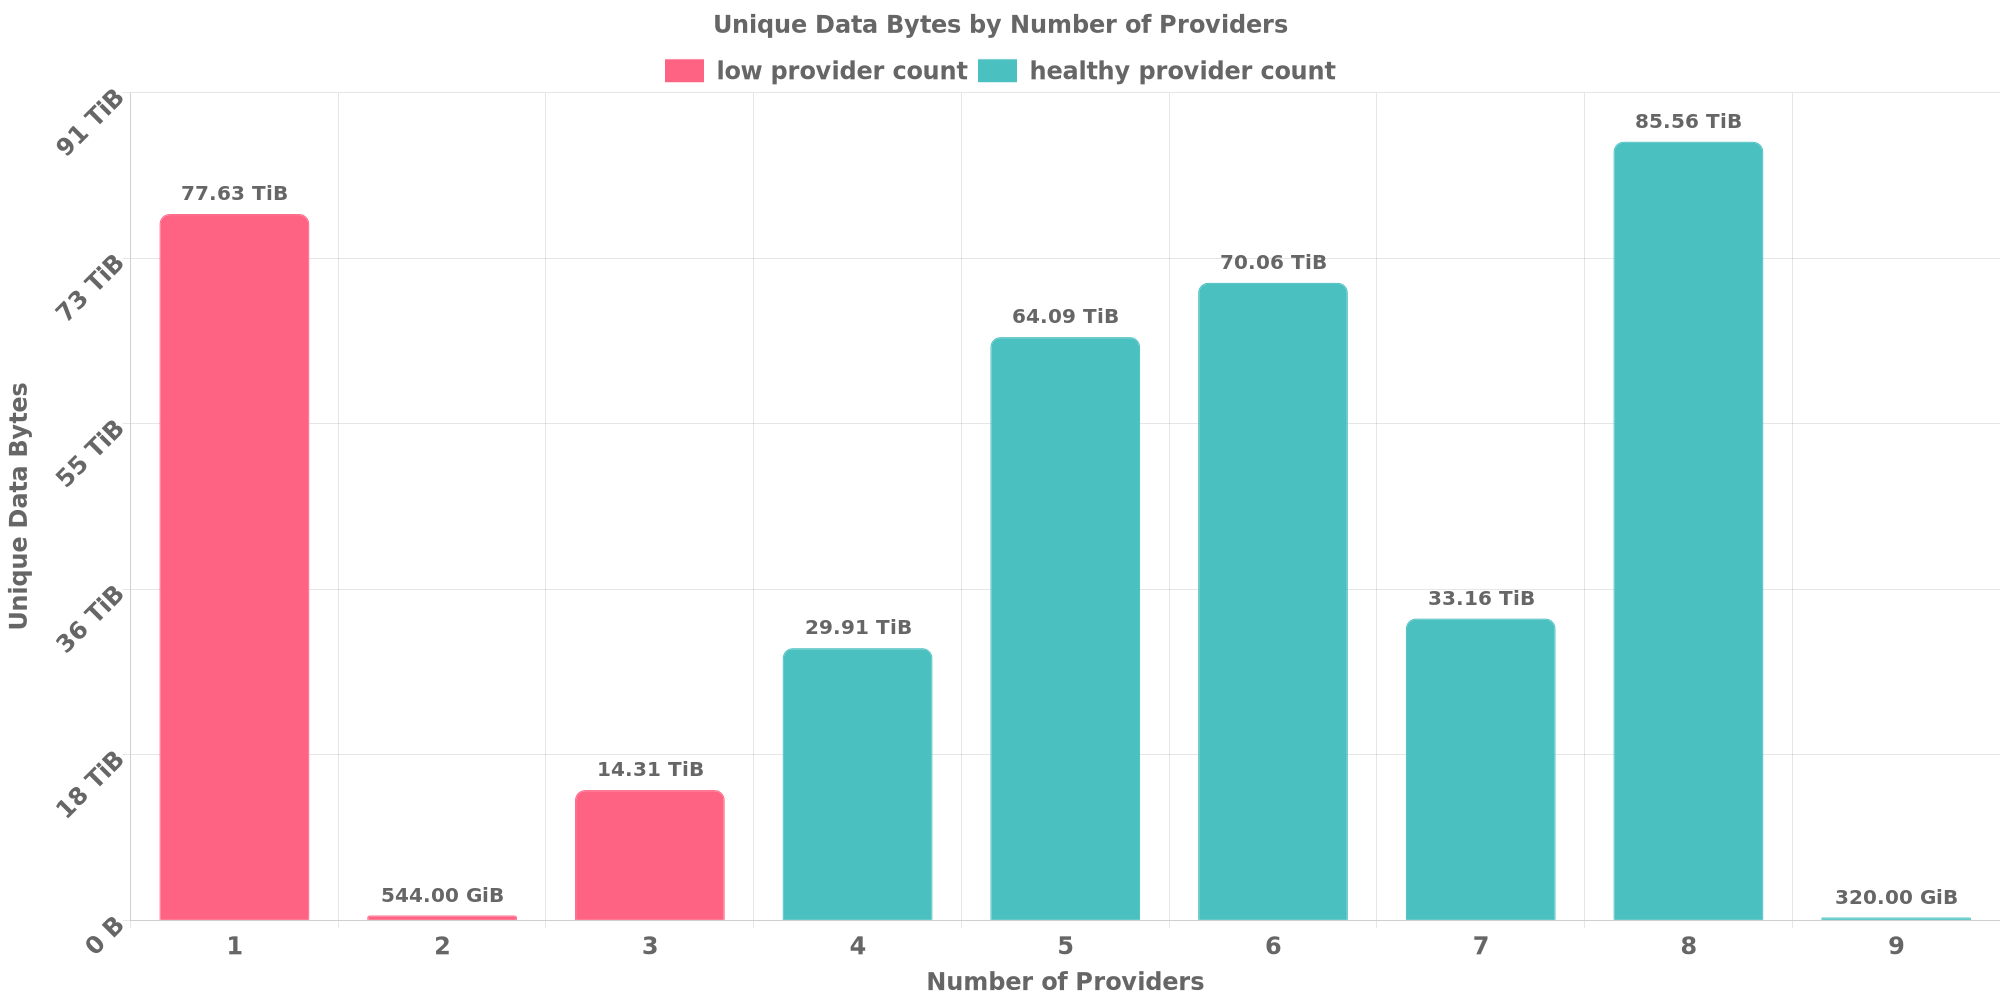 Unique Data Bytes by Number of Providers
low provider count healthy provider count
Unique Data Bytes
91 TiB
73 TiB
55 TiB
36 TiB
18 TiB
0 B
77.63 TiB
544.00 GiB
14.31 TiB
29.91 TiB
64.09 TiB
70.06 TiB
33.16 TiB
85.56 TiB
320.00 GiB
1 2 3 4 5 6 7 8 9
Number of Providers